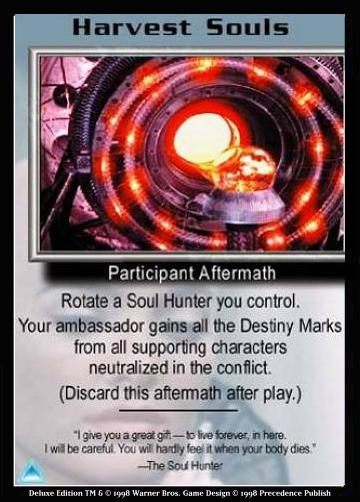 Harvest Souls
Participant Aftermath
Rotate a Soul Hunter you control.
Your ambassador gains all the Destiny Marks
from all supporting characters
neutralized in the conflict.
(Discard this aftermath after play.)
"I give you a great gift — to live forever, in here.
I will be careful. You will hardly feel it when your body dies."
—The Soul Hunter
Deluxe Edition TM & © 1998 Warner Bros. Game Design © 1998 Precedence Publish